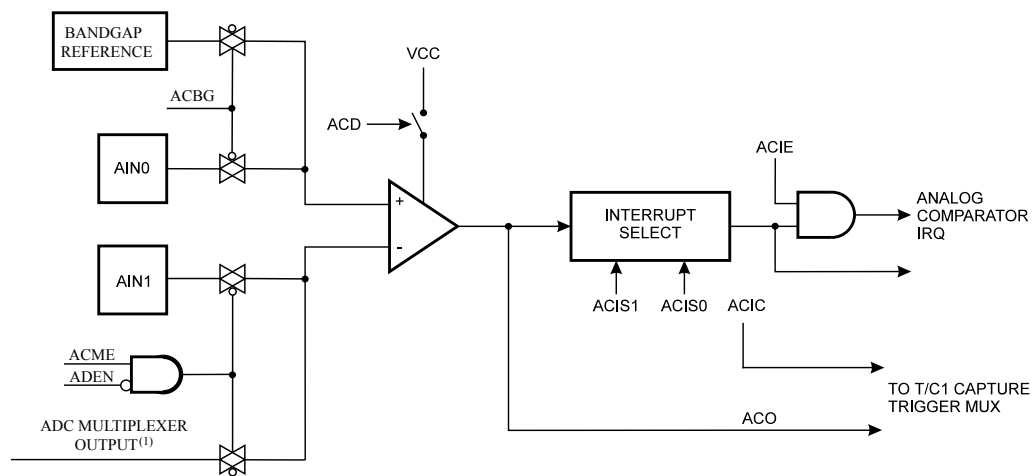 BANDGAP
REFERENCE
VCC
ACBG
ACD
AIN0
+
-
INTERRUPT
SELECT
ACIE
ANALOG
COMPARATOR
IRQ
AIN1
ACIS1
ACIS0
ACIC
ACME
ADEN
TO T/C1 CAPTURE
TRIGGER MUX
ACO
ADC MULTIPLEXER
OUTPUT(1)